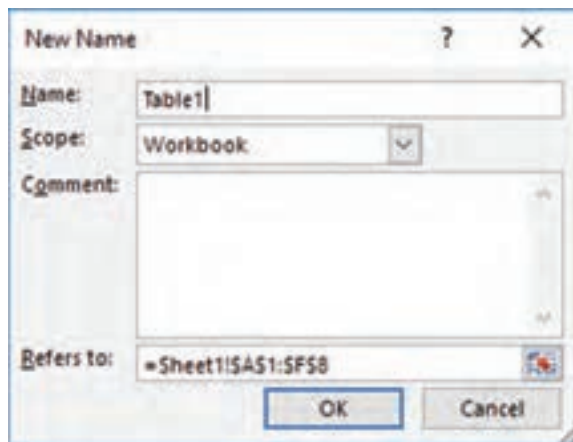 New Name ? X
Name: Table1
Scope: Workbook
Comment:
Refers to: =Sheet1!$A$1:$F$8
OK Cancel